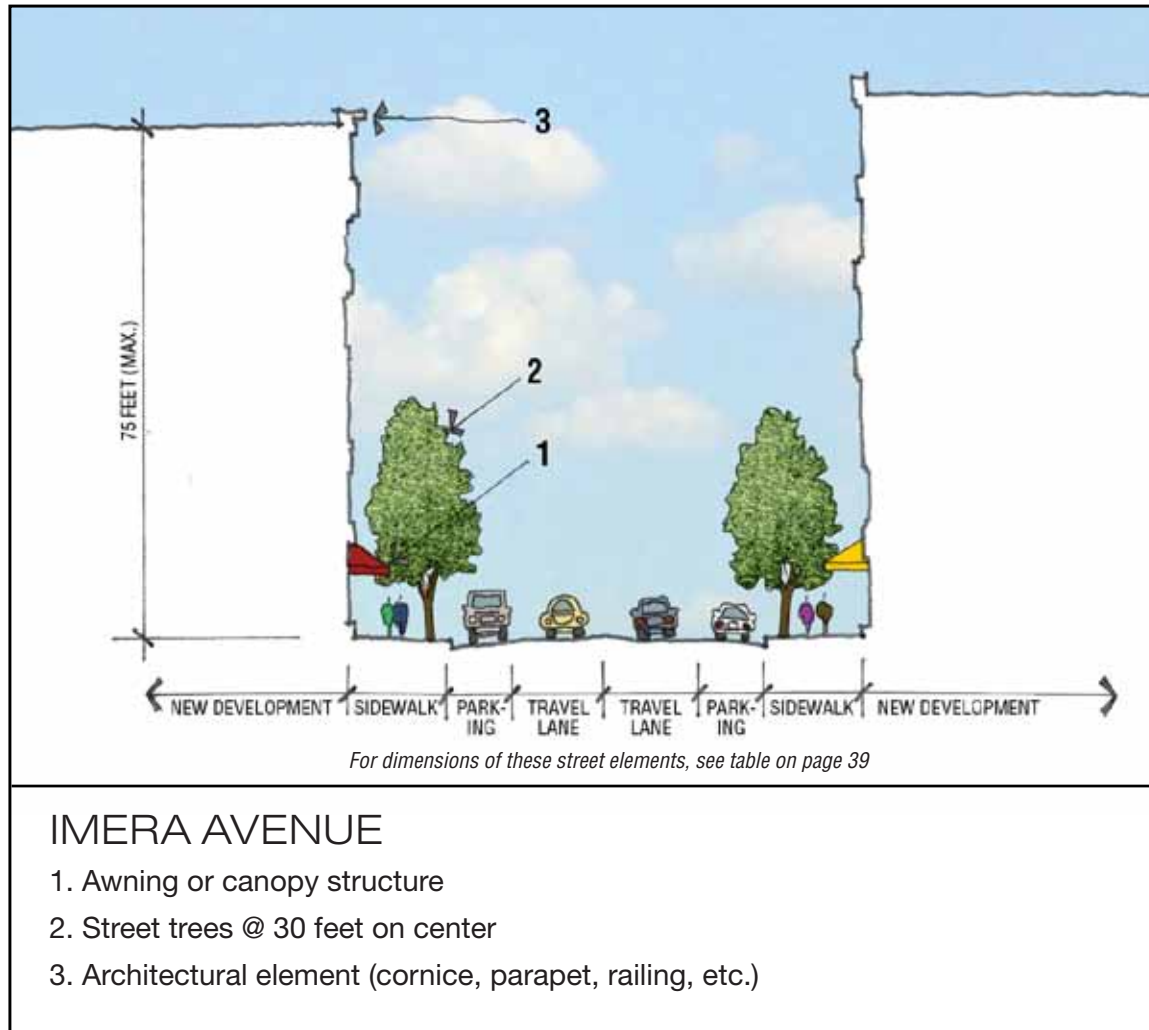 3
2
1
75 FEET (MAX.)
NEW DEVELOPMENT SIDEWALK PARK-ING TRAVEL LANE TRAVEL LANE PARK-ING SIDEWALK NEW DEVELOPMENT
For dimensions of these street elements, see table on page 39
IMERA AVENUE
1. Awning or canopy structure
2. Street trees @ 30 feet on center
3. Architectural element (cornice, parapet, railing, etc.)